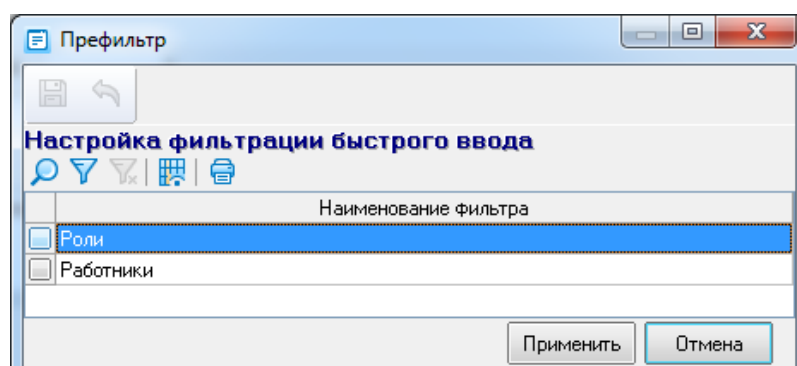 Префильтр
Настройка фильтрации быстрого ввода
Наименование фильтра
Роли
Работники
Применить
Отмена